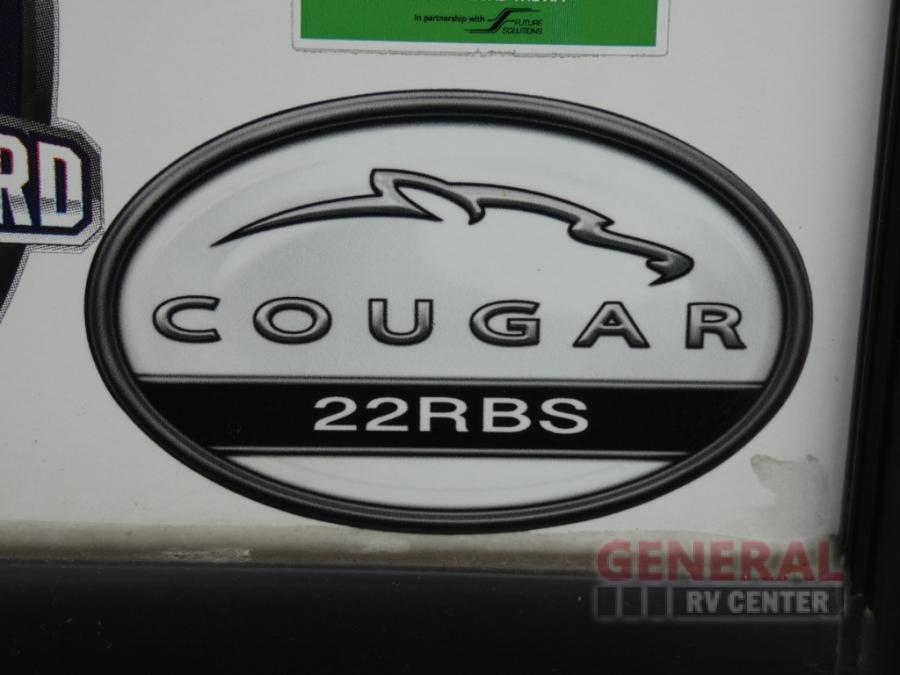 In partnership with
FUTURE
SOLUTIONS
RD
COUGAR
22RBS
GENERAL
RV CENTER